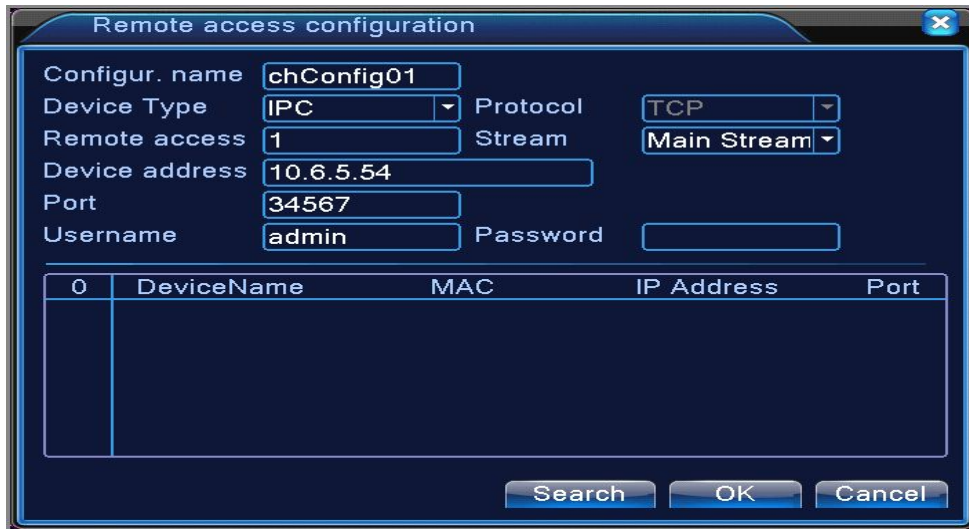 Remote access configuration
Configur. name chConfig01
Device Type IPC Protocol TCP
Remote access 1 Stream Main Stream
Device address 10.6.5.54
Port 34567
Username admin Password
0 DeviceName MAC IP Address Port
Search OK Cancel